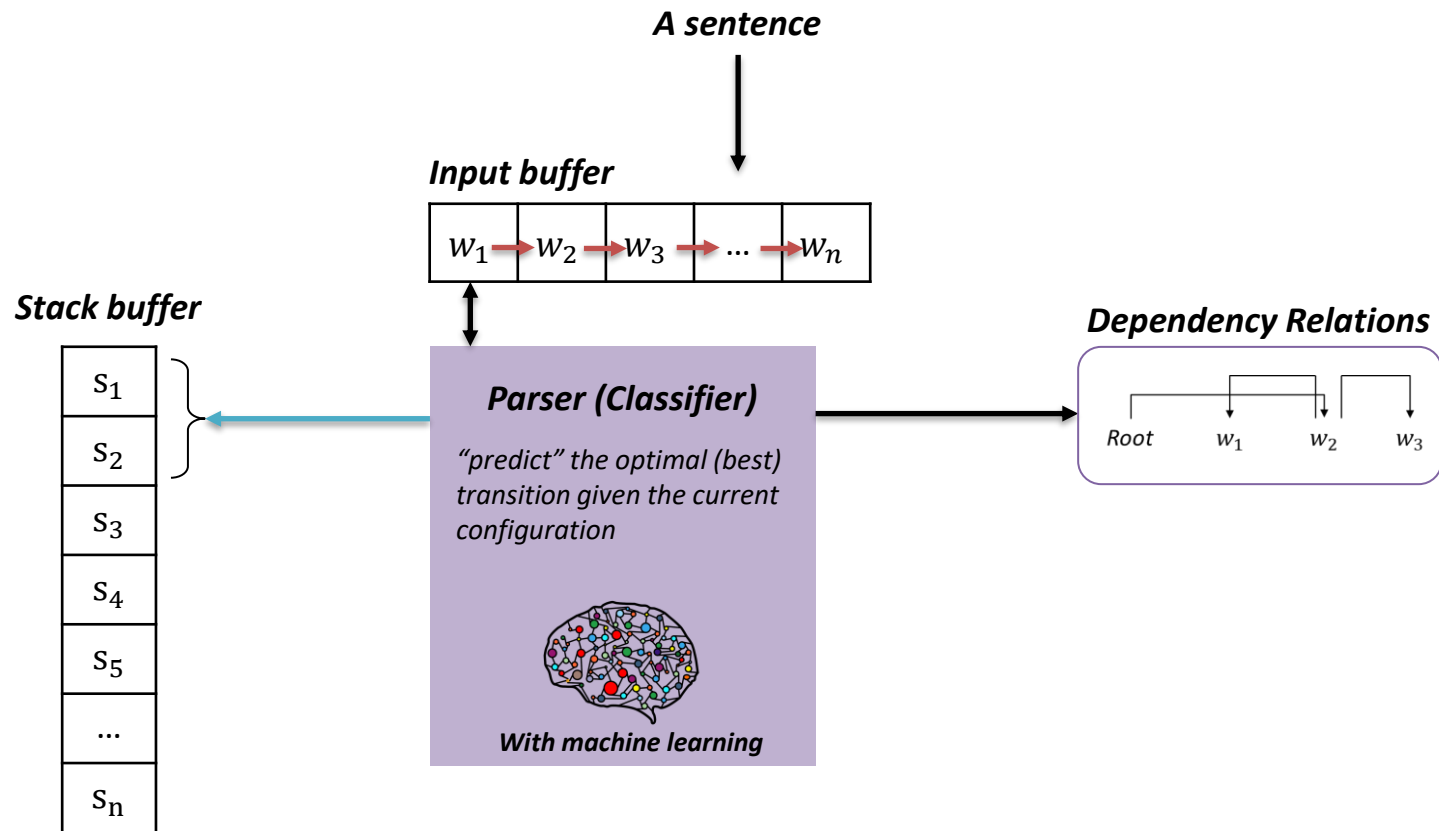 A sentence
Input buffer
w₁ w₂ w₃ ... wₙ
Stack buffer
s₁
s₂
s₃
s₄
s₅
...
sₙ
Parser (Classifier)
“predict” the optimal (best)
transition given the current
configuration
With machine learning
Dependency Relations
Root w₁ w₂ w₃